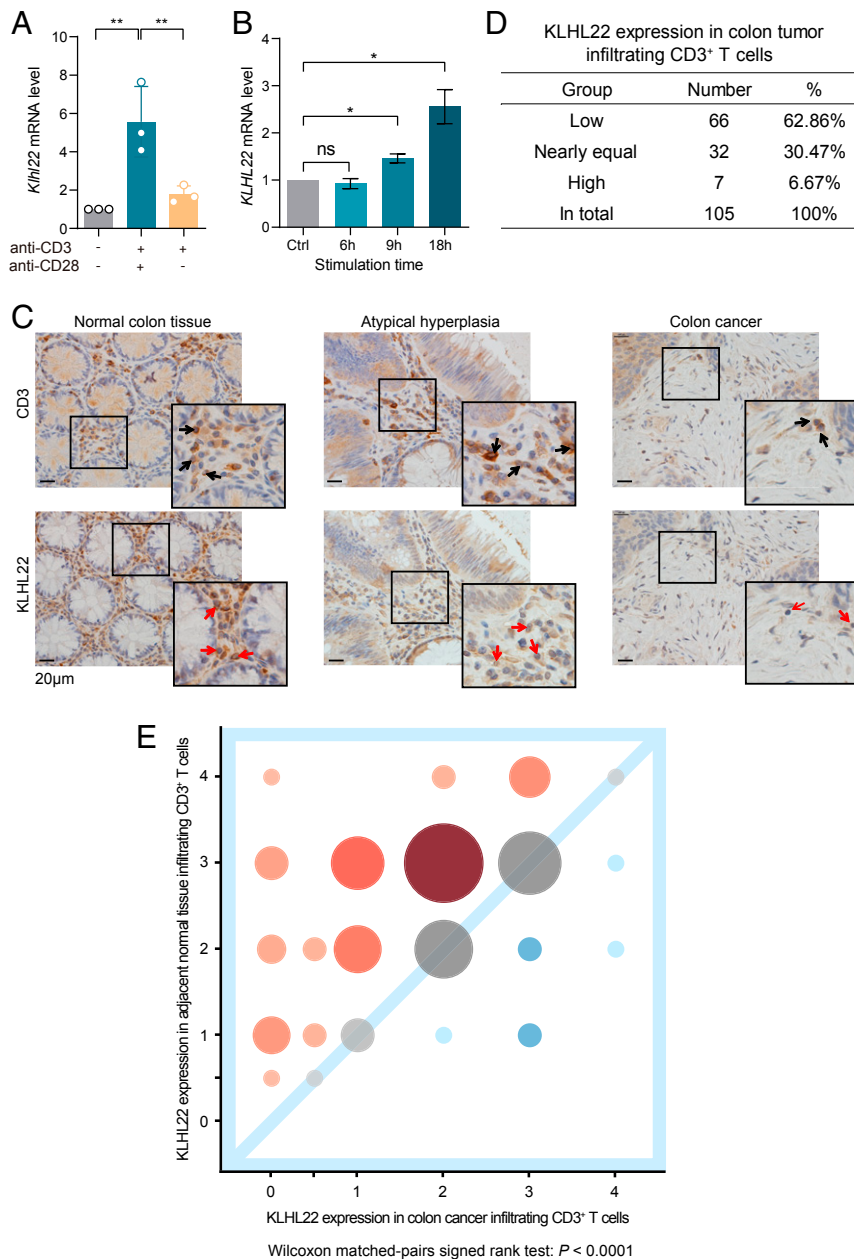 A
Klhl22 mRNA level
10
8
6
4
2
0
**
**
anti-CD3
-
+
+
anti-CD28
-
+
-
B
KLHL22 mRNA level
4
3
2
1
0
ns
*
*
Ctrl
6h
9h
18h
Stimulation time
D
KLHL22 expression in colon tumor
infiltrating CD3⁺ T cells
Group Number %
Low 66 62.86%
Nearly equal 32 30.47%
High 7 6.67%
In total 105 100%
C
Normal colon tissue
Atypical hyperplasia
Colon cancer
CD3
KLHL22
20μm
E
KLHL22 expression in adjacent normal tissue infiltrating CD3⁺ T cells
4
3
2
1
0
0 1 2 3 4
KLHL22 expression in colon cancer infiltrating CD3⁺ T cells
Wilcoxon matched-pairs signed rank test: P < 0.0001